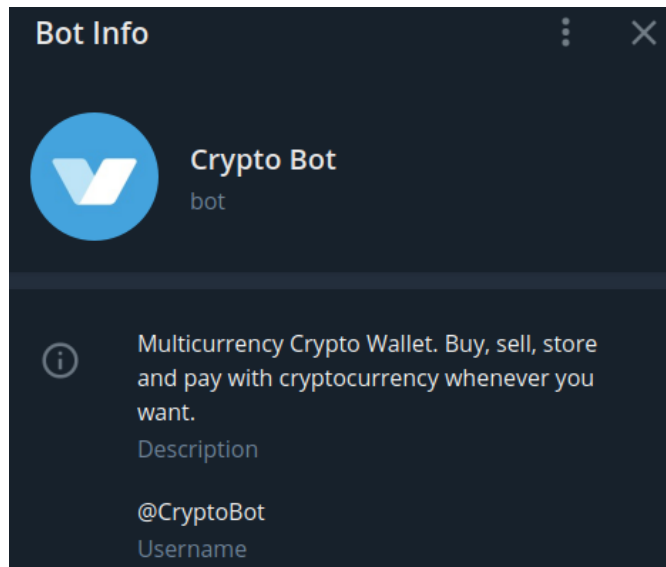 Bot Info
Crypto Bot
bot
Multicurrency Crypto Wallet. Buy, sell, store
and pay with cryptocurrency whenever you
want.
Description
@CryptoBot
Username